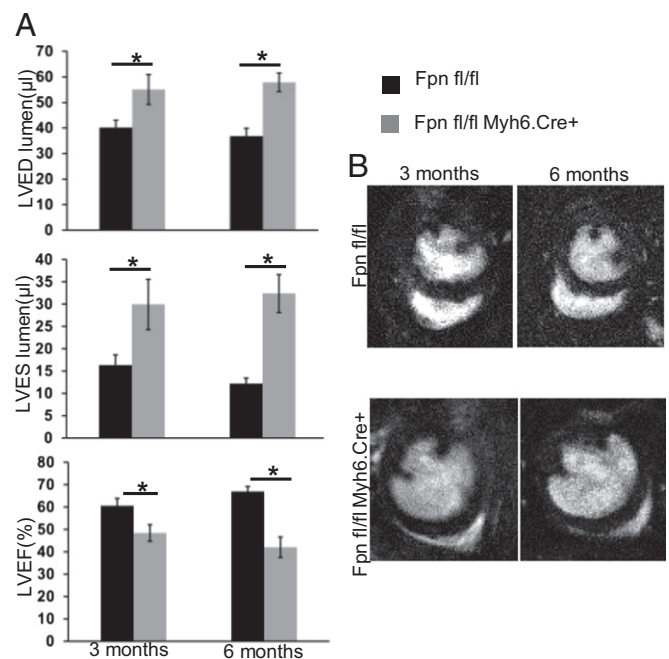 A
LVED lumen(µl)
70
60
50
40
30
20
10
0
*
*
Fpn fl/fl
Fpn fl/fl Myh6.Cre+
LVES lumen(µl)
40
35
30
25
20
15
10
5
0
*
*
LVEF(%)
80
70
60
50
40
30
20
10
0
*
*
3 months
6 months
B
3 months
6 months
Fpn fl/fl
Fpn fl/fl Myh6.Cre+